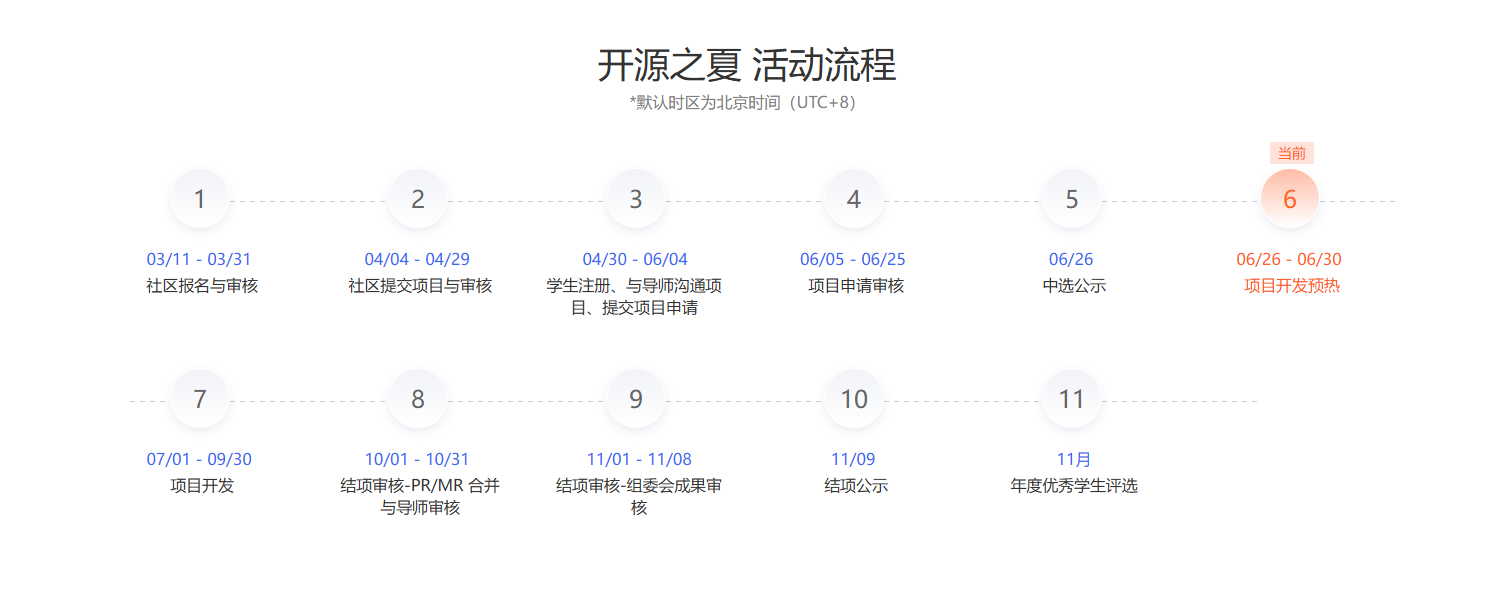 开源之夏 活动流程
*默认时区为北京时间（UTC+8）
当前
1
2
3
4
5
6
03/11 - 03/31
04/04 - 04/29
04/30 - 06/04
06/05 - 06/25
06/26
06/26 - 06/30
社区报名与审核
社区提交项目与审核
学生注册、与导师沟通项
目、提交项目申请
项目申请审核
中选公示
项目开发预热
7
8
9
10
11
07/01 - 09/30
10/01 - 10/31
11/01 - 11/08
11/09
11月
项目开发
结项审核-PR/MR 合并
与导师审核
结项审核-组委会成果审
核
结项公示
年度优秀学生评选